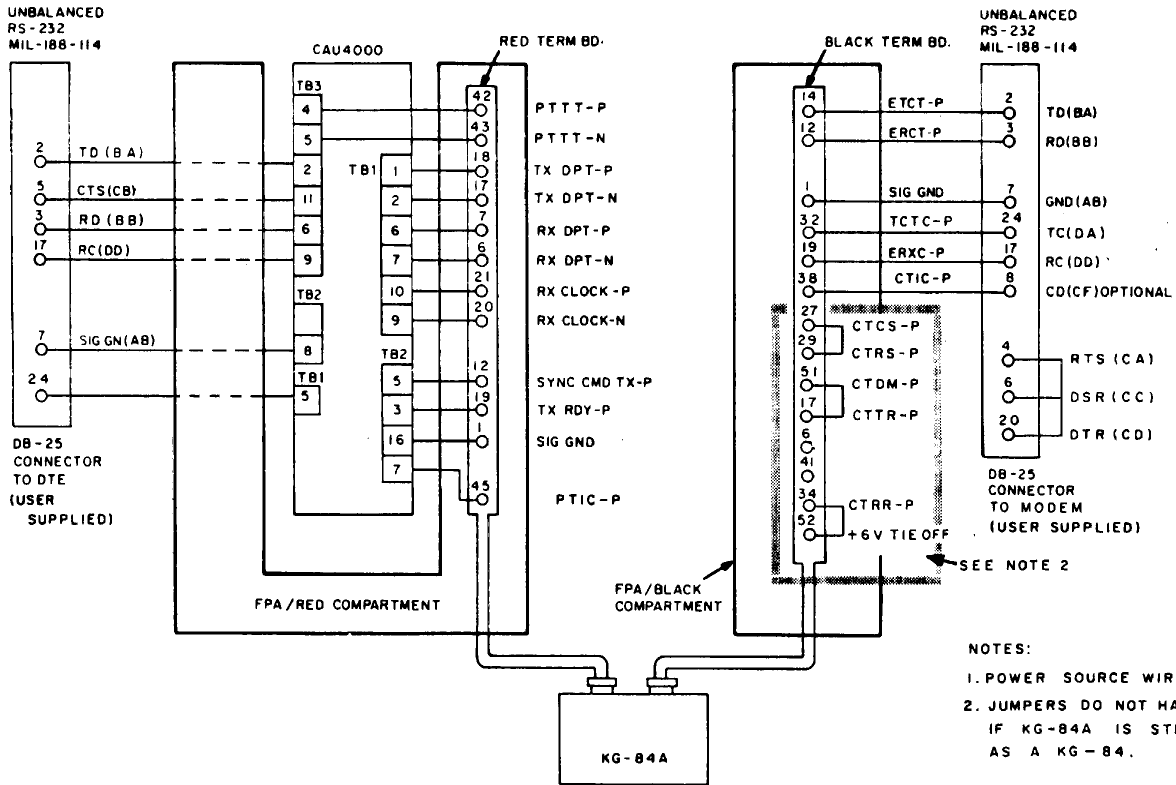 UNBALANCED
RS-232
MIL-188-114
CAU4000
RED TERM BD.
TB3
4
5
2
11
6
9
TB2
8
TB1
5
2
TD (BA)
5
CTS(CB)
3
RD (BB)
17
RC(DD)
7
SIG GN(AB)
24
DB-25
CONNECTOR
TO DTE
(USER
SUPPLIED)
TB1
1
2
6
7
10
9
TB2
5
3
16
7
42
PTTT-P
43
PTTT-N
18
TX DPT-P
17
TX DPT-N
7
RX DPT-P
6
RX DPT-N
21
RX CLOCK-P
20
RX CLOCK-N
12
SYNC CMD TX-P
19
TX RDY-P
1
SIG GND
45
PTIC-P
FPA/RED COMPARTMENT
BLACK TERM BD.
UNBALANCED
RS-232
MIL-188-114
14
ETCT-P
2
TD(BA)
12
ERCT-P
3
RD(BB)
1
SIG GND
7
GND(AB)
32
TCTC-P
24
TC(DA)
19
ERXC-P
17
RC(DD)
38
CTIC-P
8
CD(CF)OPTIONAL
27
CTCS-P
29
CTRS-P
51
CTDM-P
17
CTTR-P
6
41
34
CTRR-P
52
+6V TIE OFF
4
RTS (CA)
6
DSR (CC)
20
DTR (CD)
DB-25
CONNECTOR
TO MODEM
(USER SUPPLIED)
SEE NOTE 2
FPA/BLACK
COMPARTMENT
KG-84A
NOTES:
1. POWER SOURCE WIR
2. JUMPERS DO NOT HA
IF KG-84A IS ST
AS A KG-84.